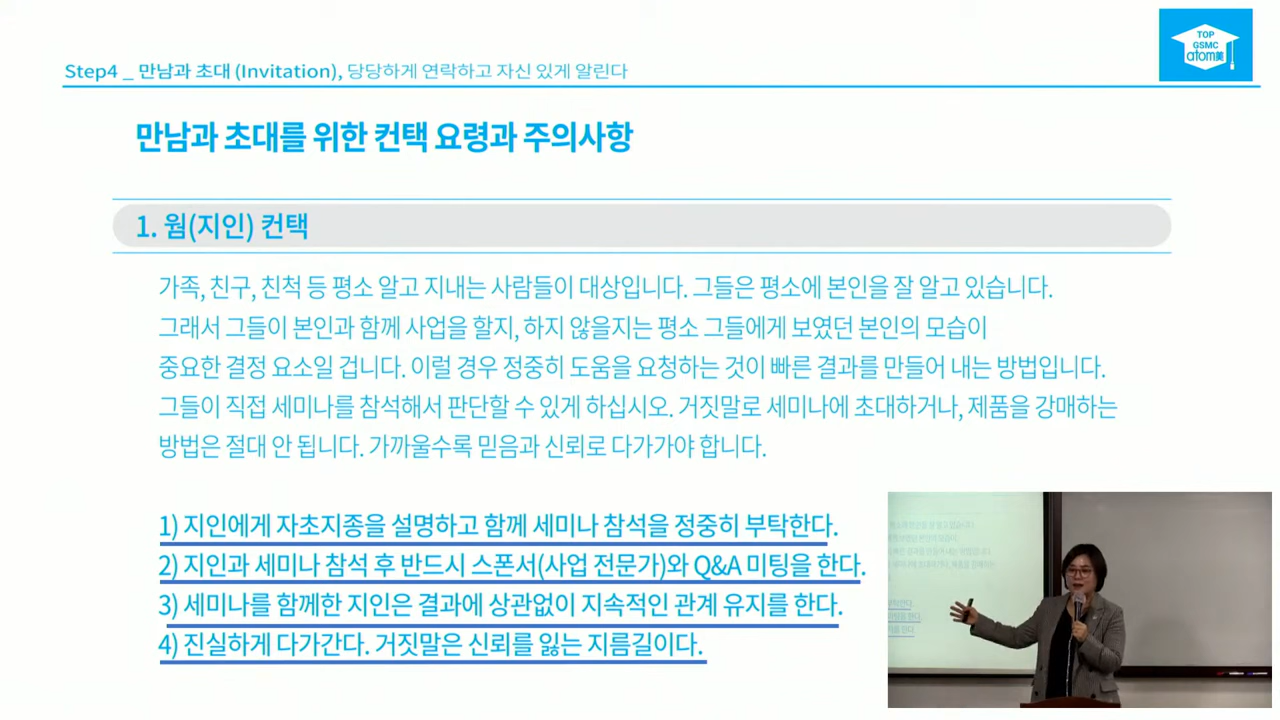 TOP
GSMC
atom美
Step4 _ 만남과 초대 (Invitation), 당당하게 연락하고 자신 있게 알린다
만남과 초대를 위한 컨택 요령과 주의사항
1. 웜(지인) 컨택
가족, 친구, 친척 등 평소 알고 지내는 사람들이 대상입니다. 그들은 평소에 본인을 잘 알고 있습니다.
그래서 그들이 본인과 함께 사업을 할지, 하지 않을지는 평소 그들에게 보였던 본인의 모습이
중요한 결정 요소일 겁니다. 이럴 경우 정중히 도움을 요청하는 것이 빠른 결과를 만들어 내는 방법입니다.
그들이 직접 세미나를 참석해서 판단할 수 있게 하십시오. 거짓말로 세미나에 초대하거나, 제품을 강매하는
방법은 절대 안 됩니다. 가까울수록 믿음과 신뢰로 다가가야 합니다.
1) 지인에게 자초지종을 설명하고 함께 세미나 참석을 정중히 부탁한다.
2) 지인과 세미나 참석 후 반드시 스폰서(사업 전문가)와 Q&A 미팅을 한다.
3) 세미나를 함께한 지인은 결과에 상관없이 지속적인 관계 유지를 한다.
4) 진실하게 다가간다. 거짓말은 신뢰를 잃는 지름길이다.